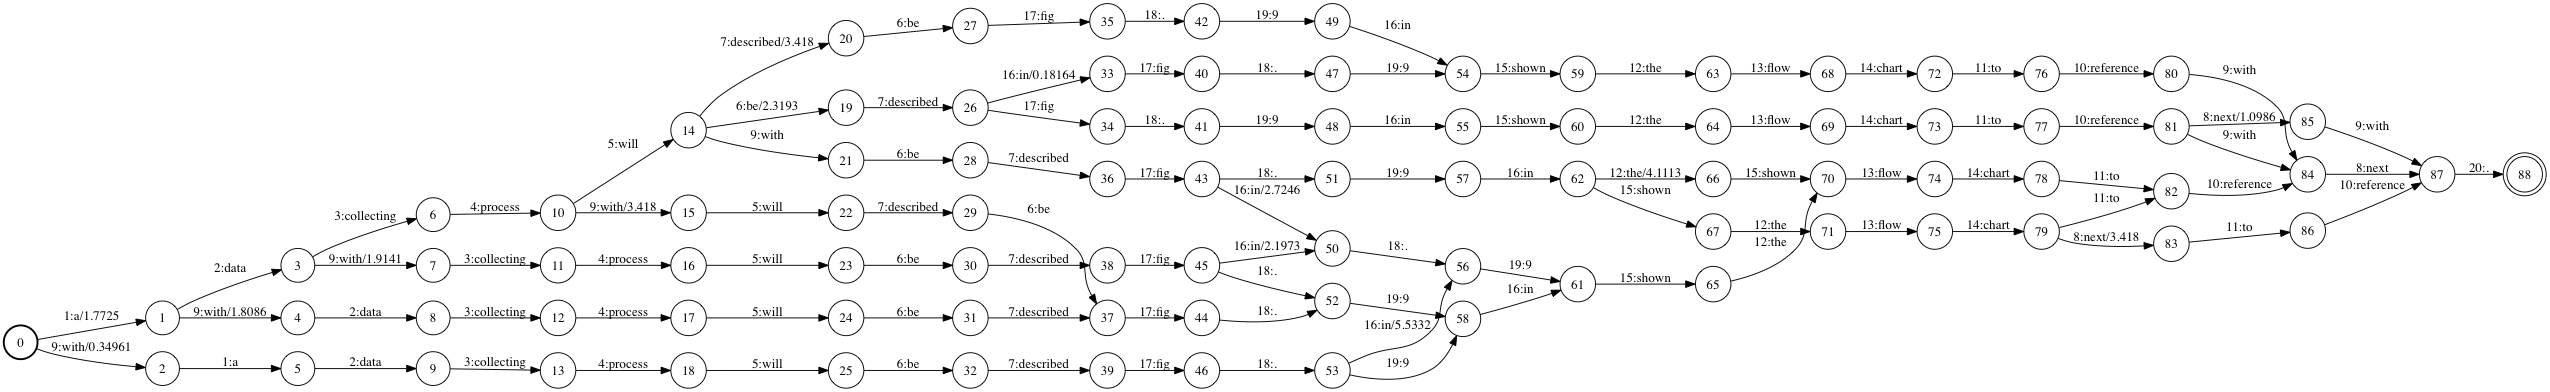 6:be 27 17:fig 35 18:. 42 19:9 49 16:in
7:described/3.418 20
16:in/0.18164 33 17:fig 40 18:. 47 19:9 54 15:shown 59 12:the 63 13:flow 68 14:chart 72 11:to 76 10:reference 80 9:with
6:be/2.3193 19 7:described 26 17:fig
14 9:with 34 18:. 41 19:9 48 16:in 55 15:shown 60 12:the 64 13:flow 69 14:chart 73 11:to 77 10:reference 81 8:next/1.0986 85 9:with
5:will 9:with
21 6:be 28 7:described 36 17:fig 43 18:. 51 19:9 57 16:in 62 12:the/4.1113 66 15:shown 70 13:flow 74 14:chart 78 11:to 82 10:reference 84 8:next 87 20:. 88
16:in/2.7246 15:shown 10:reference
3:collecting 6 4:process 10 9:with/3.418 15 5:will 22 7:described 29 6:be 11:to
67 12:the 71 13:flow 75 14:chart 79 8:next/3.418 83 11:to 86
12:the
2:data 3 9:with/1.9141 7 3:collecting 11 4:process 16 5:will 23 6:be 30 7:described 38 17:fig 45 16:in/2.1973 50 18:. 56 19:9
18:. 61 15:shown 65
1:a/1.7725 1 9:with/1.8086 4 2:data 8 3:collecting 12 4:process 17 5:will 24 6:be 31 7:described 37 17:fig 44 18:. 52 19:9 58 16:in
16:in/5.5332
0 9:with/0.34961 2 1:a 5 2:data 9 3:collecting 13 4:process 18 5:will 25 6:be 32 7:described 39 17:fig 46 18:. 53 19:9